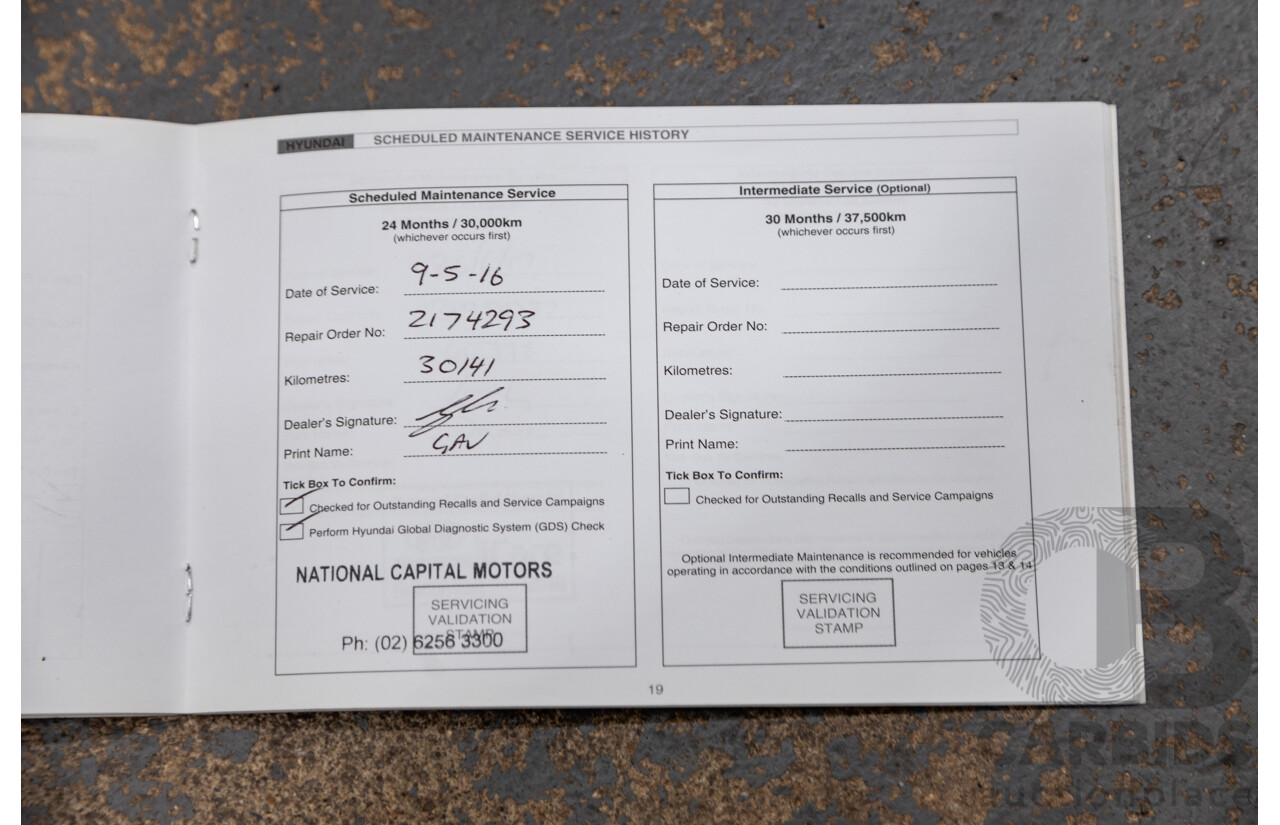 HYUNDAI SCHEDULED MAINTENANCE SERVICE HISTORY
Scheduled Maintenance Service
24 Months / 30,000km
(whichever occurs first)
Date of Service: 9-5-16
Repair Order No: 2174293
Kilometres: 30141
Dealer's Signature:
Print Name: GAV
Tick Box To Confirm:
Checked for Outstanding Recalls and Service Campaigns
Perform Hyundai Global Diagnostic System (GDS) Check
NATIONAL CAPITAL MOTORS
SERVICING
VALIDATION
STAMP
Ph: (02) 6256 3300
Intermediate Service (Optional)
30 Months / 37,500km
(whichever occurs first)
Date of Service:
Repair Order No:
Kilometres:
Dealer's Signature:
Print Name:
Tick Box To Confirm:
Checked for Outstanding Recalls and Service Campaigns
Optional Intermediate Maintenance is recommended for vehicles
operating in accordance with the conditions outlined on pages 13 & 14
SERVICING
VALIDATION
STAMP
19